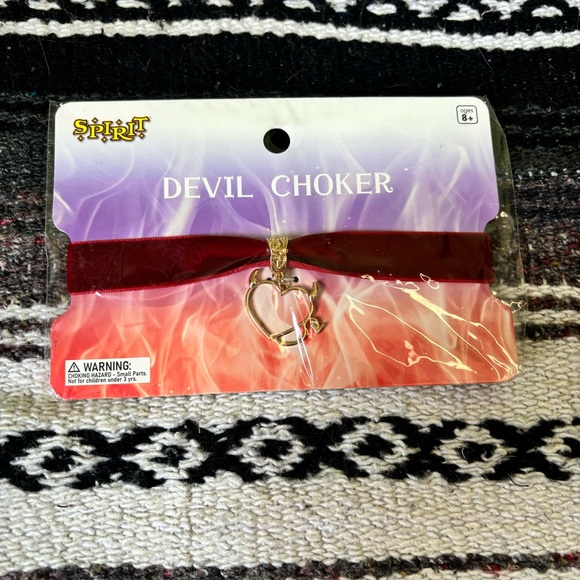 SPIRIT
ages
8+
DEVIL CHOKER
⚠ WARNING:
CHOKING HAZARD - Small Parts.
Not for children under 3 yrs.